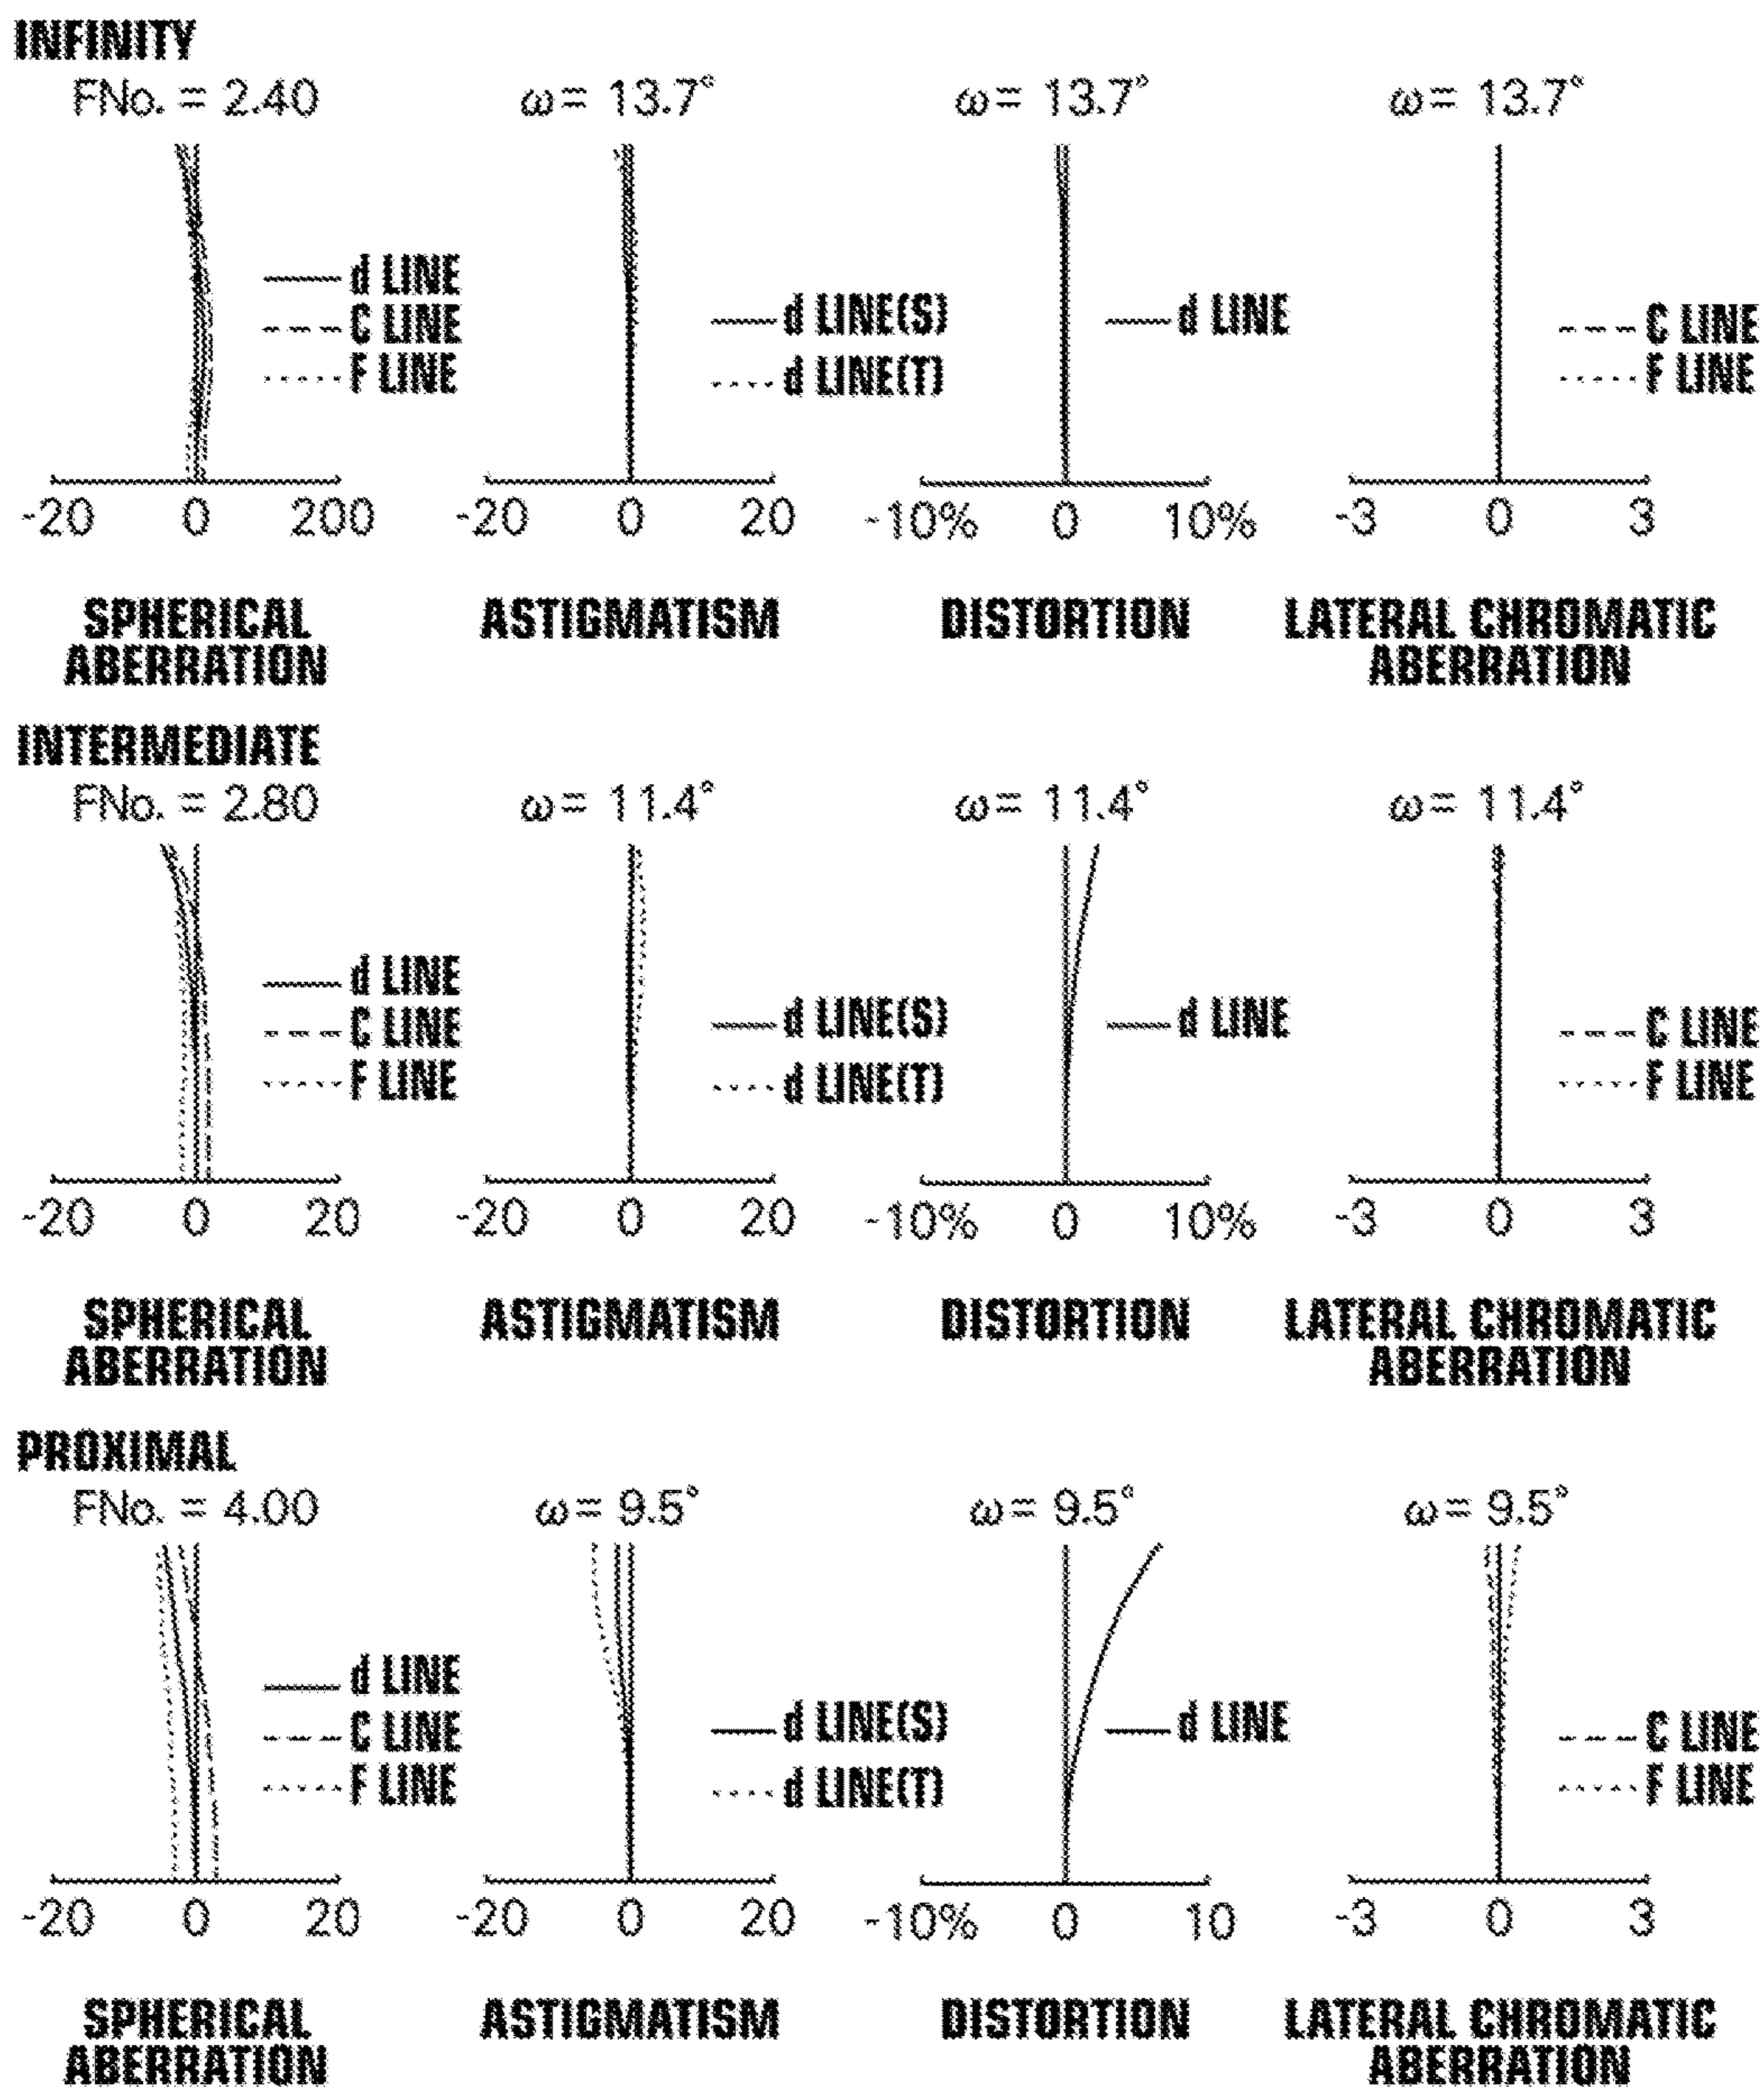 INFINITY
FNo. = 2.40
ω = 13.7°
ω = 13.7°
ω = 13.7°
d LINE
C LINE
F LINE
d LINE(S)
d LINE(T)
d LINE
C LINE
F LINE
-20 0 200
-20 0 20
-10% 0 10%
-3 0 3
SPHERICAL
ABERRATION
ASTIGMATISM
DISTORTION
LATERAL CHROMATIC
ABERRATION
INTERMEDIATE
FNo. = 2.80
ω = 11.4°
ω = 11.4°
ω = 11.4°
d LINE
C LINE
F LINE
d LINE(S)
d LINE(T)
d LINE
C LINE
F LINE
-20 0 20
-20 0 20
-10% 0 10%
-3 0 3
SPHERICAL
ABERRATION
ASTIGMATISM
DISTORTION
LATERAL CHROMATIC
ABERRATION
PROXIMAL
FNo. = 4.00
ω = 9.5°
ω = 9.5°
ω = 9.5°
d LINE
C LINE
F LINE
d LINE(S)
d LINE(T)
d LINE
C LINE
F LINE
-20 0 20
-20 0 20
-10% 0 10
-3 0 3
SPHERICAL
ABERRATION
ASTIGMATISM
DISTORTION
LATERAL CHROMATIC
ABERRATION